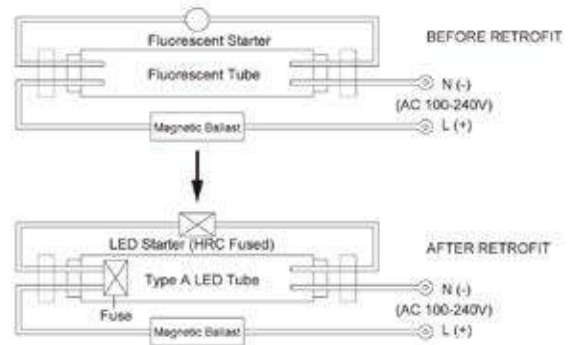 Fluorescent Starter
BEFORE RETROFIT
Fluorescent Tube
N (-)
(AC 100-240V)
L (+)
Magnetic Ballast
LED Starter (HRC Fused)
AFTER RETROFIT
Type A LED Tube
N (-)
(AC 100-240V)
Fuse
L (+)
Magnetic Ballast